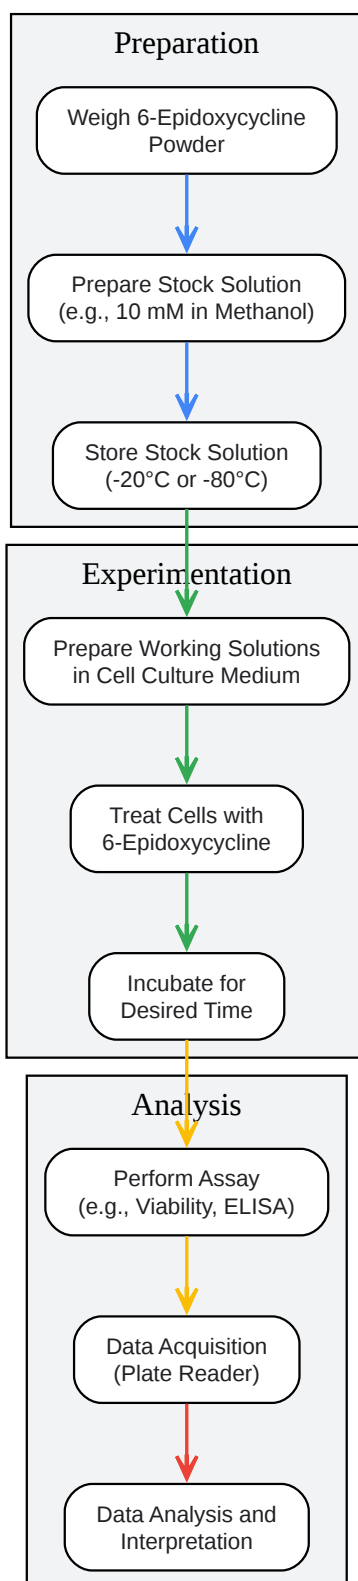 Preparation
Weigh 6-Epidoxycycline
Powder
Prepare Stock Solution
(e.g., 10 mM in Methanol)
Store Stock Solution
(-20°C or -80°C)
Experimentation
Prepare Working Solutions
in Cell Culture Medium
Treat Cells with
6-Epidoxycycline
Incubate for
Desired Time
Analysis
Perform Assay
(e.g., Viability, ELISA)
Data Acquisition
(Plate Reader)
Data Analysis and
Interpretation